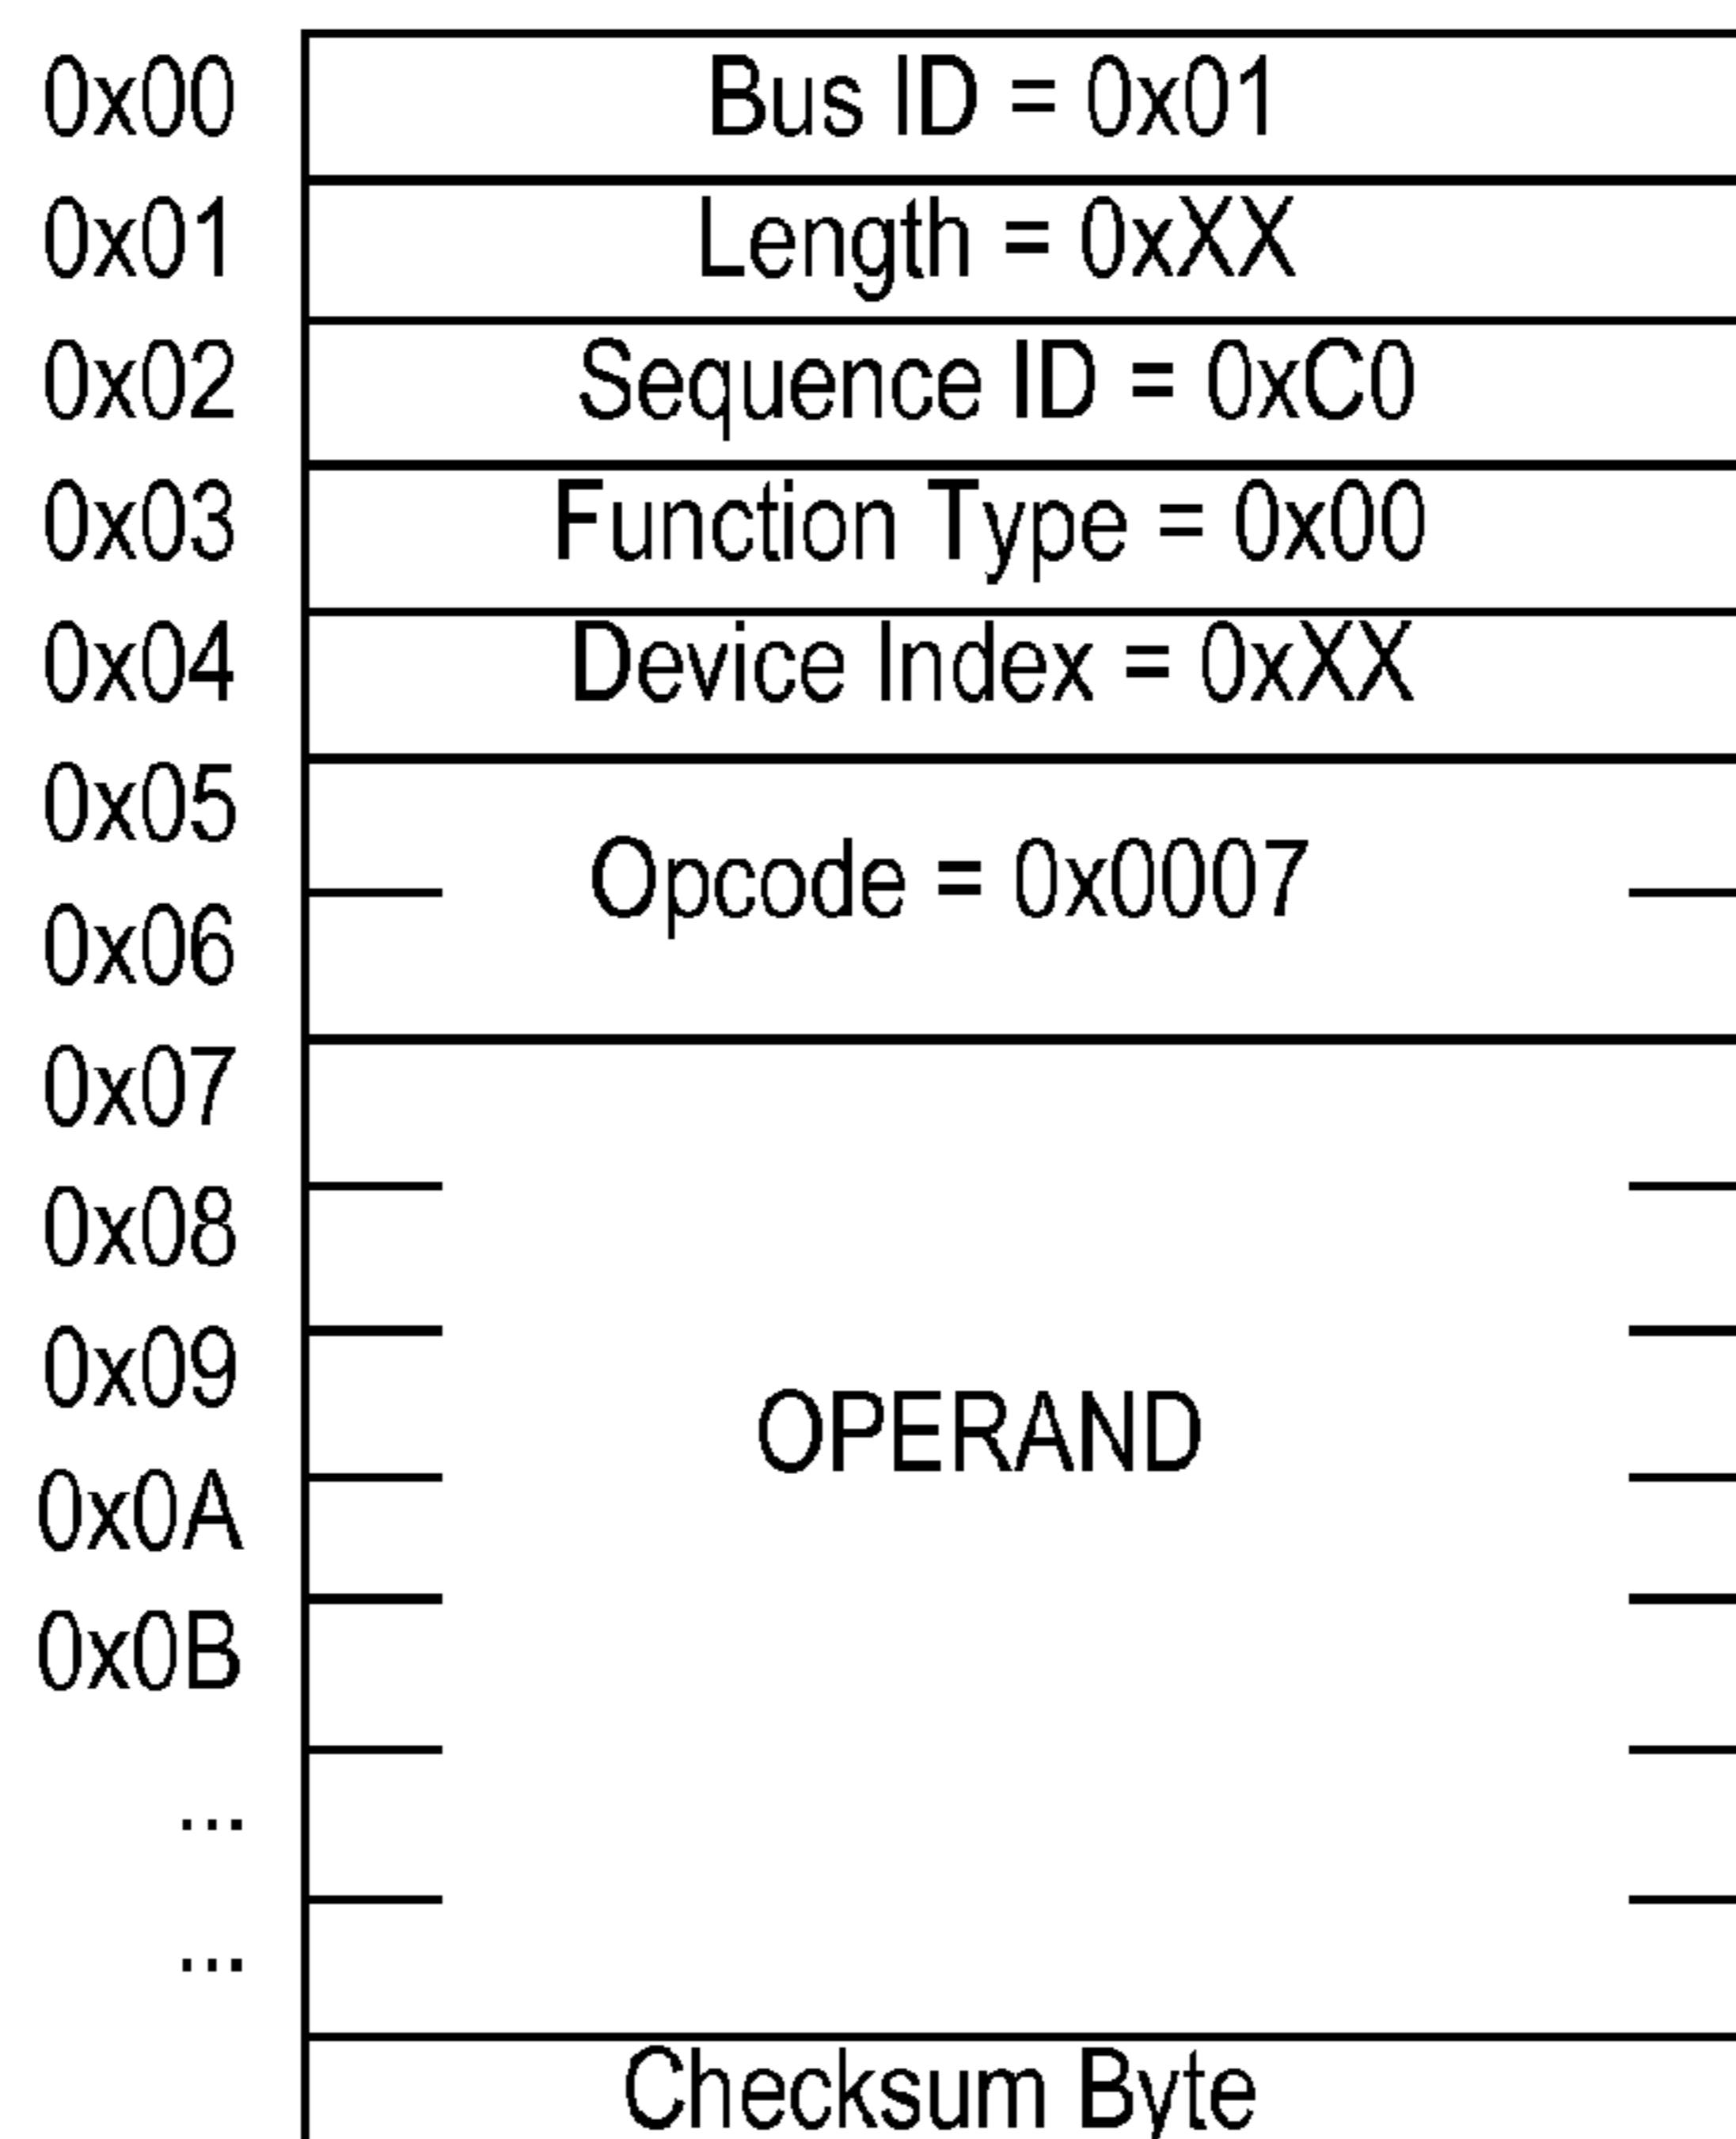 0x00 Bus ID = 0x01
0x01 Length = 0xXX
0x02 Sequence ID = 0xC0
0x03 Function Type = 0x00
0x04 Device Index = 0xXX
0x05
Opcode = 0x0007
0x06
0x07
0x08
0x09
OPERAND
0x0A
0x0B
...
...
Checksum Byte